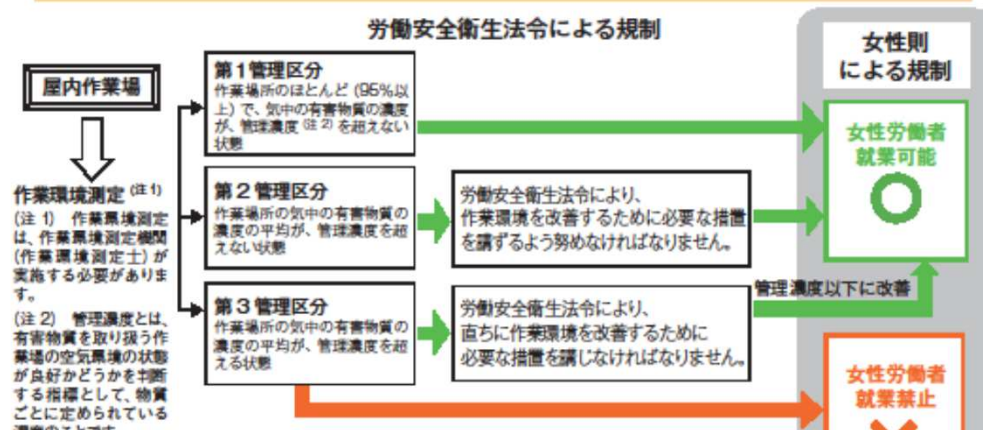 労働安全衛生法令による規制
女性則
による規制
屋内作業場
作業環境測定（注1）
（注1） 作業環境測定
は、作業環境測定機関
（作業環境測定士）が
実施する必要がありま
す。
（注2） 管理濃度とは、
有害物質を取り扱う作
業場の空気環境の状態
が良好かどうかを判断
する指標として、物質
ごとに定められている
濃度のことです。
第1管理区分
作業場所のほとんど（95％以
上）で、気中の有害物質の濃度
が、管理濃度（注2）を超えない
状態
第2管理区分
作業場所の気中の有害物質の
濃度の平均が、管理濃度を超
えない状態
労働安全衛生法令により、
作業環境を改善するために必要な措置
を講ずるよう努めなければなりません。
第3管理区分
作業場所の気中の有害物質の
濃度の平均が、管理濃度を超
える状態
労働安全衛生法令により、
直ちに作業環境を改善するために
必要な措置を講じなければなりません。
管理濃度以下に改善
女性労働者
就業可能
女性労働者
就業禁止